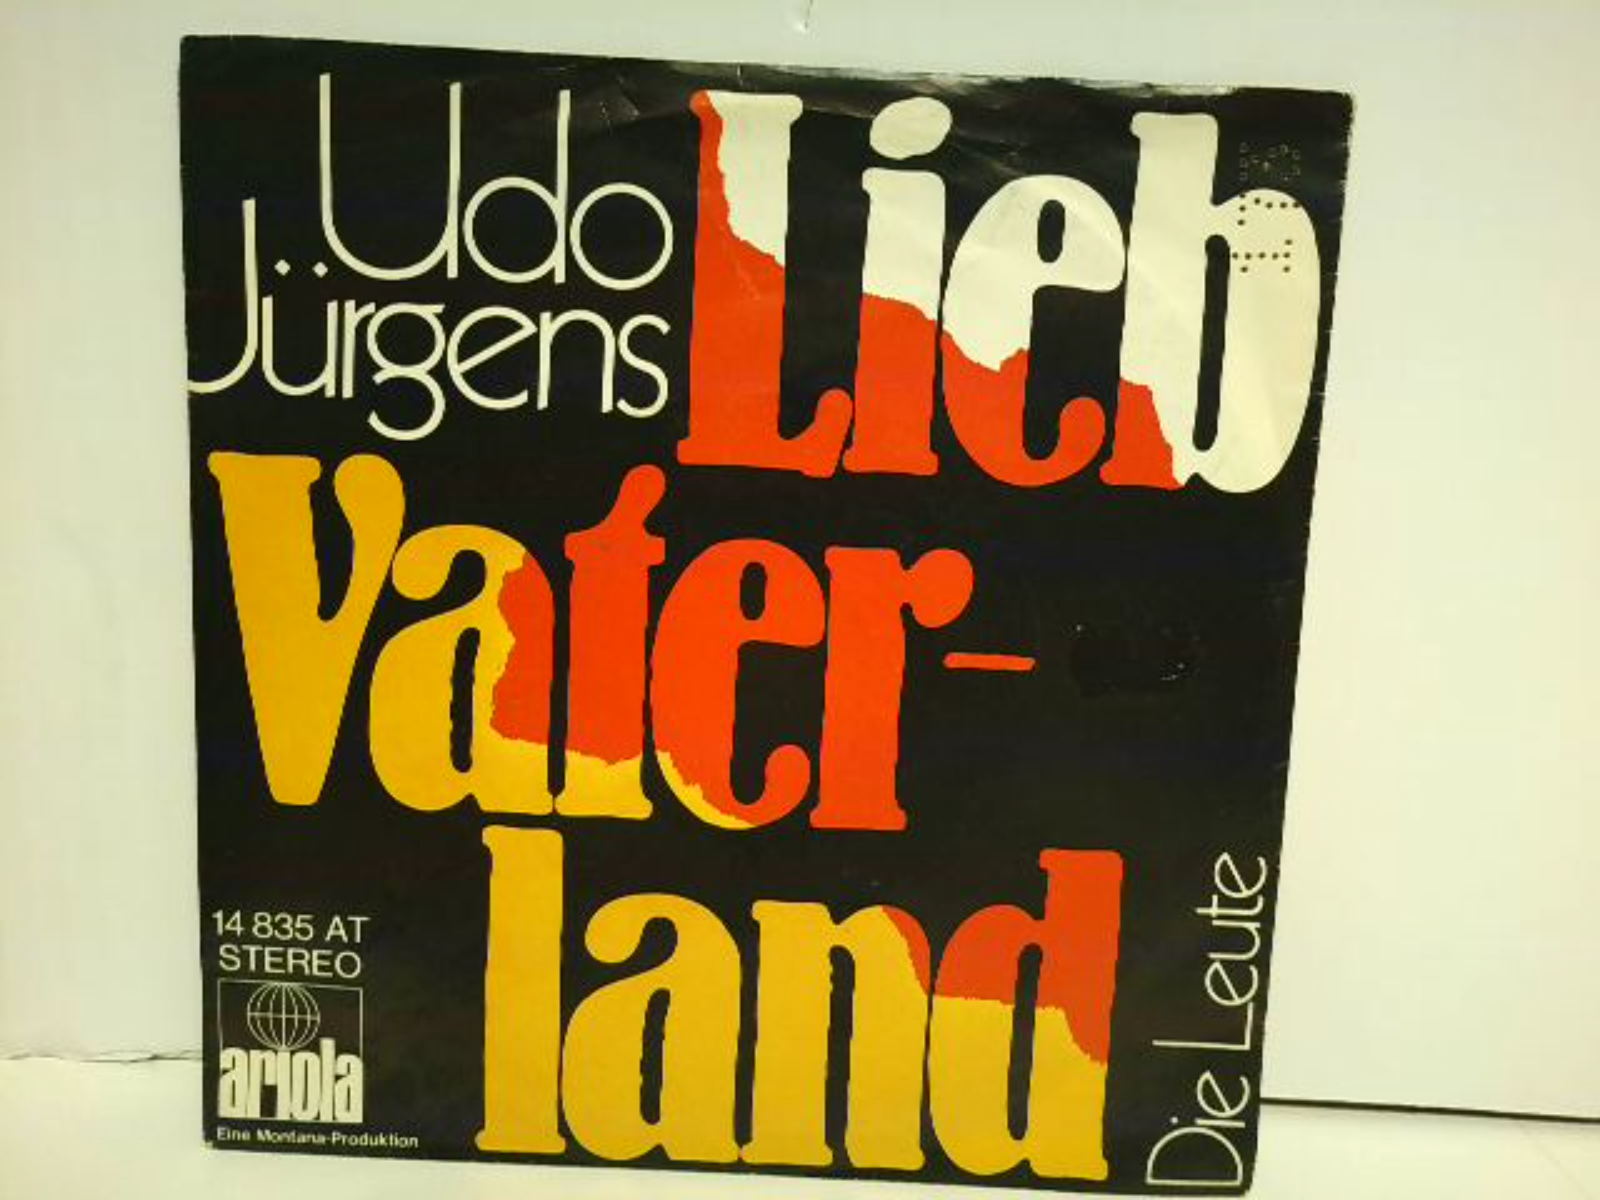 Udo
Jürgens
Lieb
Vater-
land
14 835 AT
STEREO
ariola
Eine Montana-Produktion
Die Leute